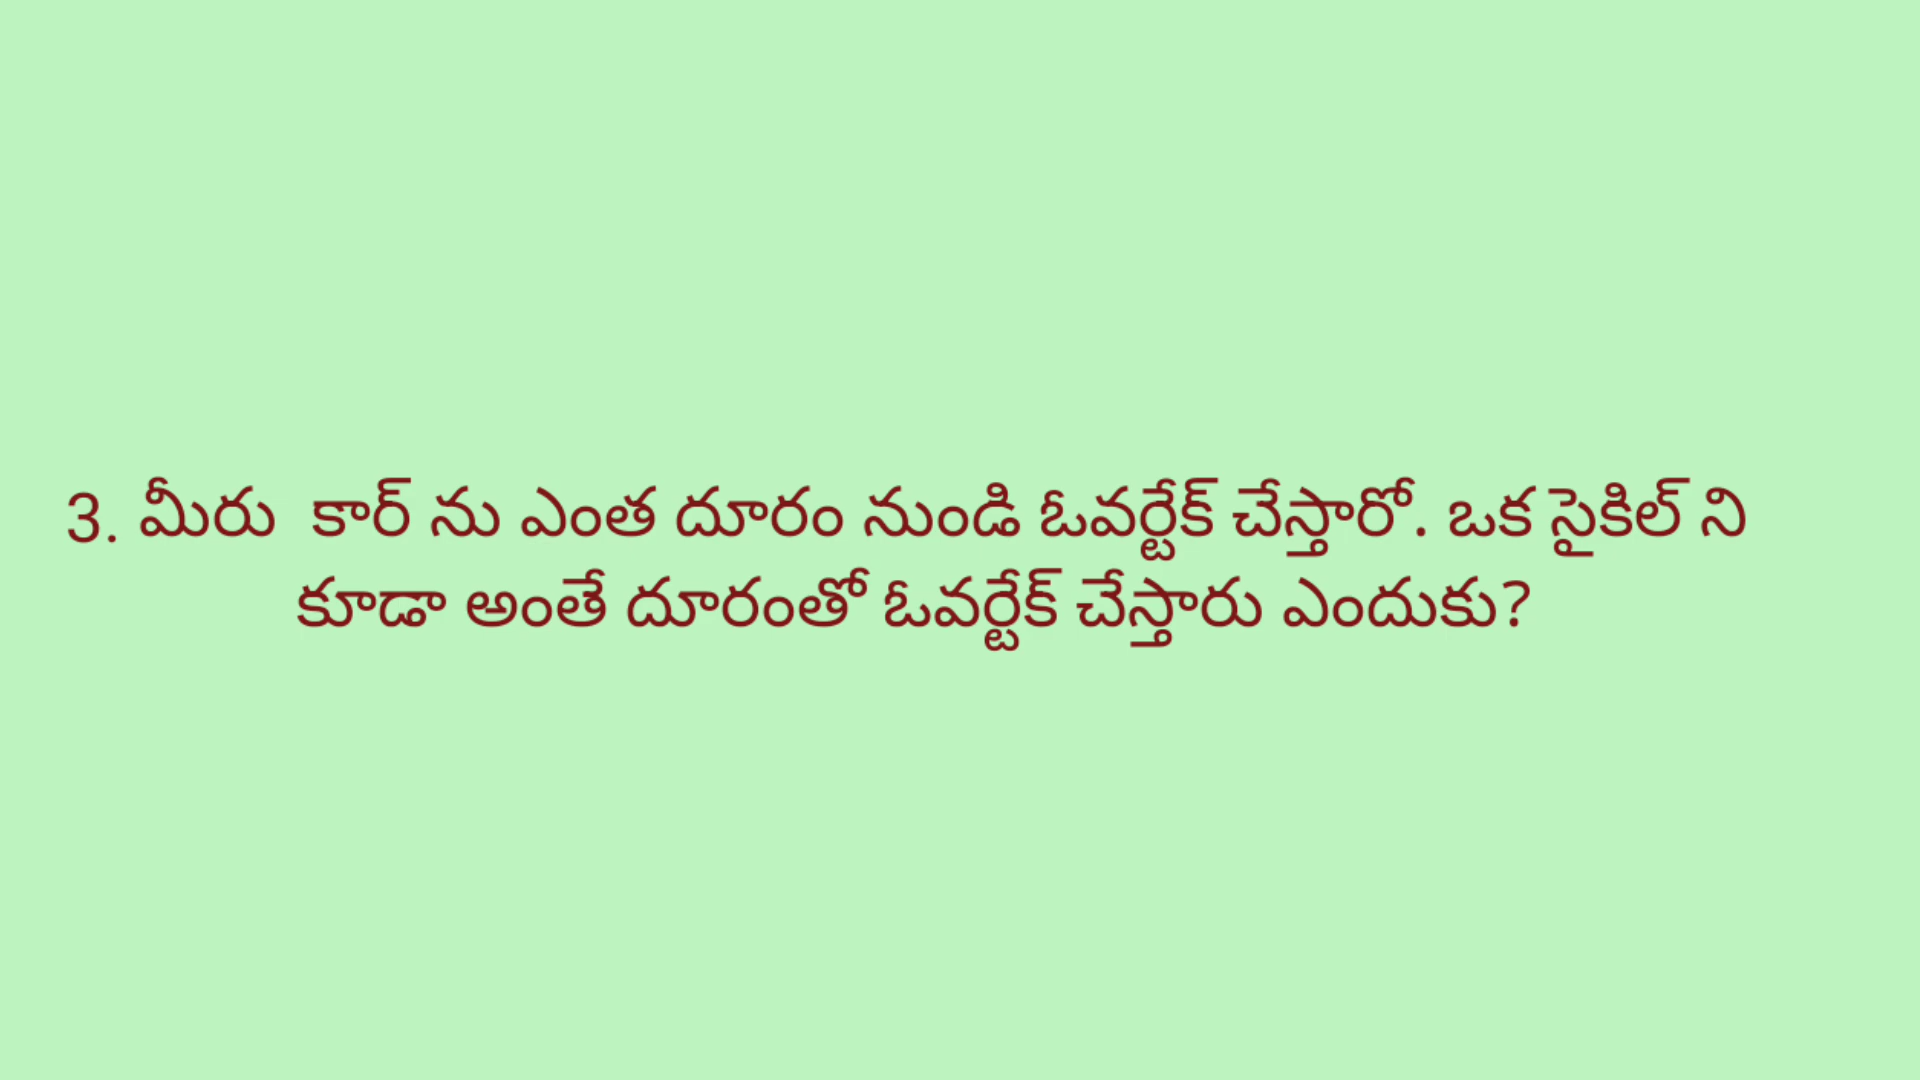 3. మీరు  కార్ ను ఎంత దూరం నుండి ఓవర్టేక్ చేస్తారో. ఒక సైకిల్ ని
కూడా అంతే దూరంతో ఓవర్టేక్ చేస్తారు ఎందుకు?